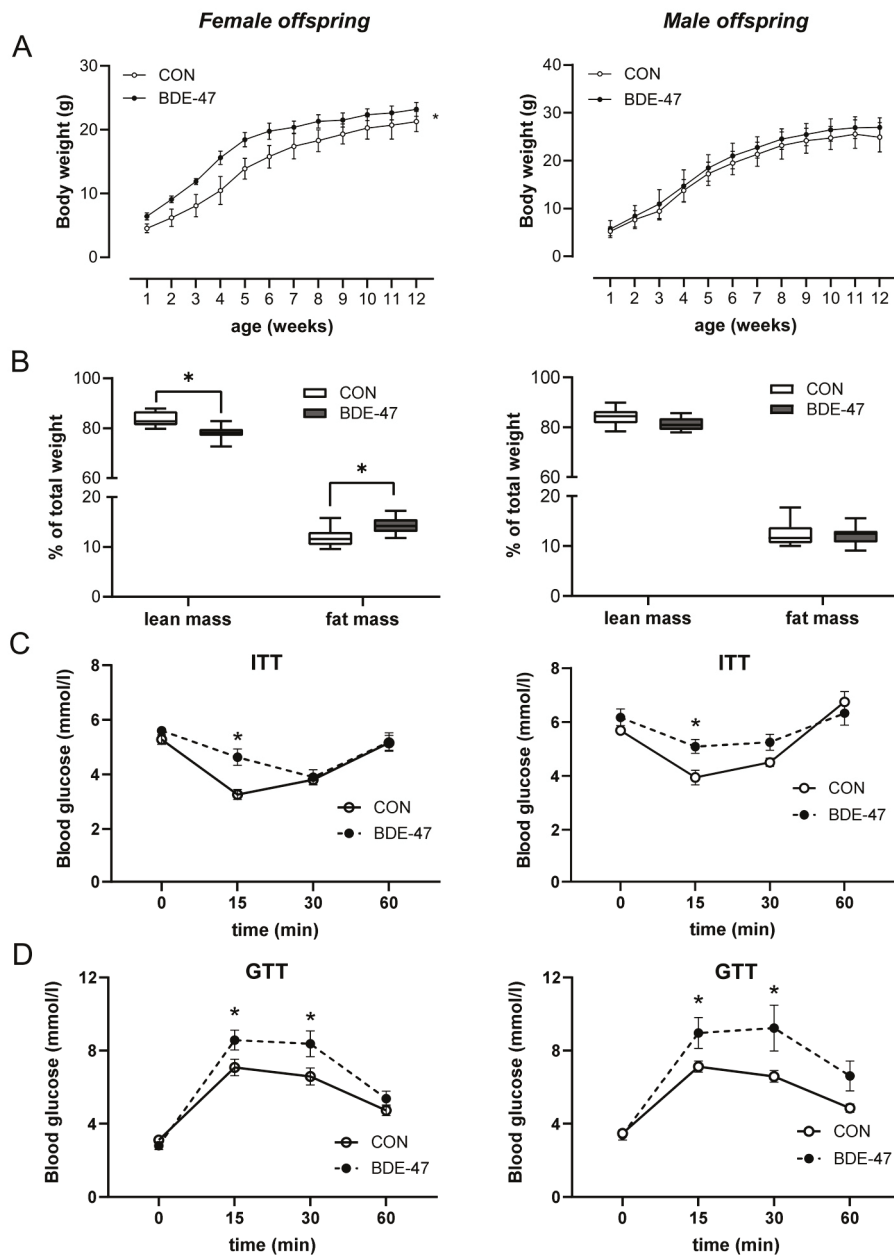 Female offspring
Male offspring
A
30
20
10
0
Body weight (g)
CON
BDE-47
*
1 2 3 4 5 6 7 8 9 10 11 12
age (weeks)
40
30
20
10
0
Body weight (g)
CON
BDE-47
1 2 3 4 5 6 7 8 9 10 11 12
age (weeks)
B
100
80
60
20
10
0
% of total weight
*
*
CON
BDE-47
lean mass fat mass
100
80
60
20
10
0
% of total weight
CON
BDE-47
lean mass fat mass
C
ITT
8
6
4
2
0
Blood glucose (mmol/l)
*
CON
BDE-47
0 15 30 60
time (min)
ITT
8
6
4
2
0
Blood glucose (mmol/l)
*
CON
BDE-47
0 15 30 60
time (min)
D
GTT
12
8
4
0
Blood glucose (mmol/l)
* *
CON
BDE-47
0 15 30 60
time (min)
GTT
12
8
4
0
Blood glucose (mmol/l)
* *
CON
BDE-47
0 15 30 60
time (min)